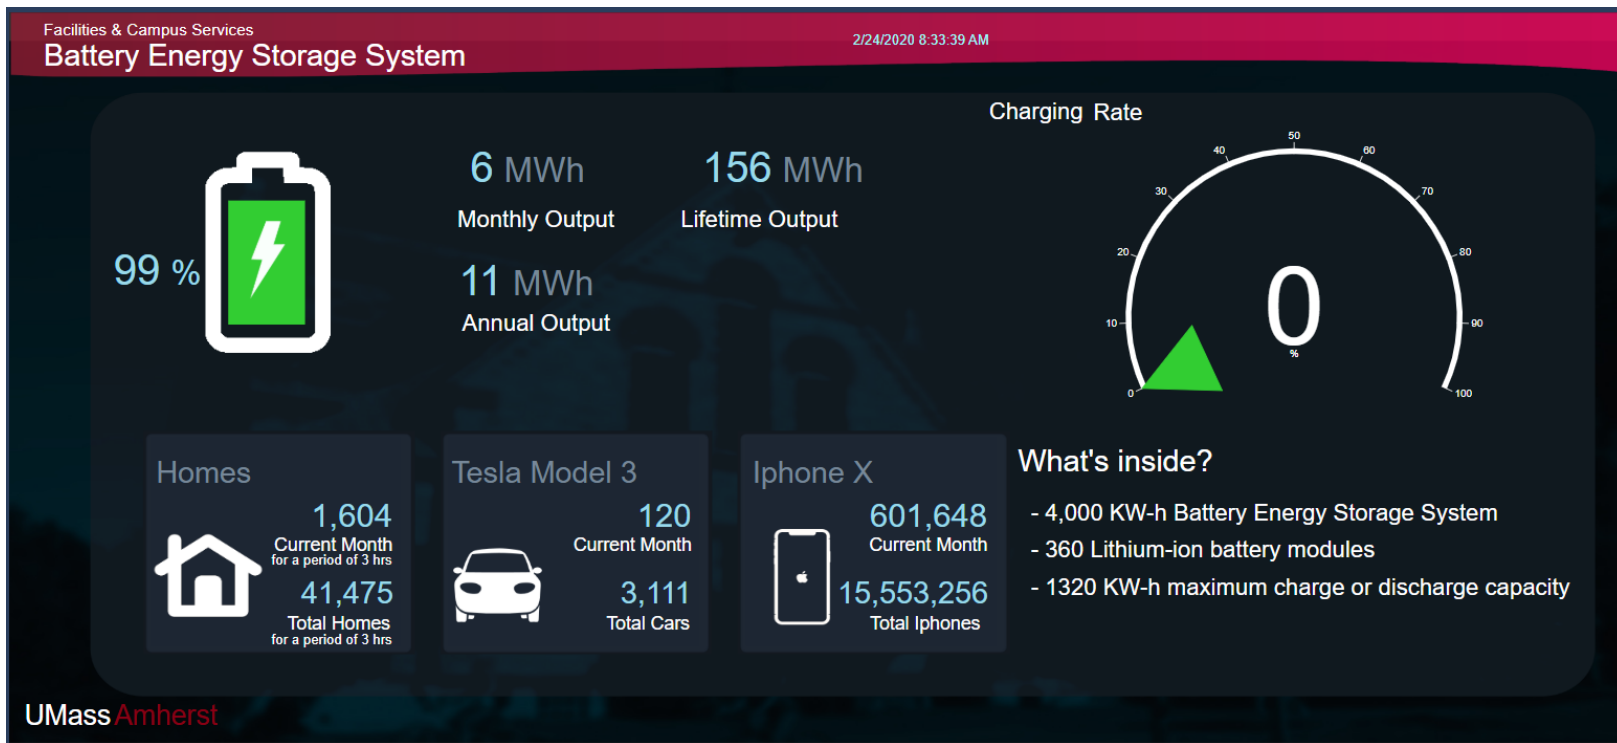 Facilities & Campus Services
Battery Energy Storage System
2/24/2020 8:33:39 AM
99 %
6 MWh
Monthly Output
156 MWh
Lifetime Output
11 MWh
Annual Output
Charging Rate
0
10
20
30
40
50
60
70
80
90
100
0
%
Homes
1,604
Current Month
for a period of 3 hrs
41,475
Total Homes
for a period of 3 hrs
Tesla Model 3
120
Current Month
3,111
Total Cars
Iphone X
601,648
Current Month
15,553,256
Total Iphones
What's inside?
- 4,000 KW-h Battery Energy Storage System
- 360 Lithium-ion battery modules
- 1320 KW-h maximum charge or discharge capacity
UMassAmherst